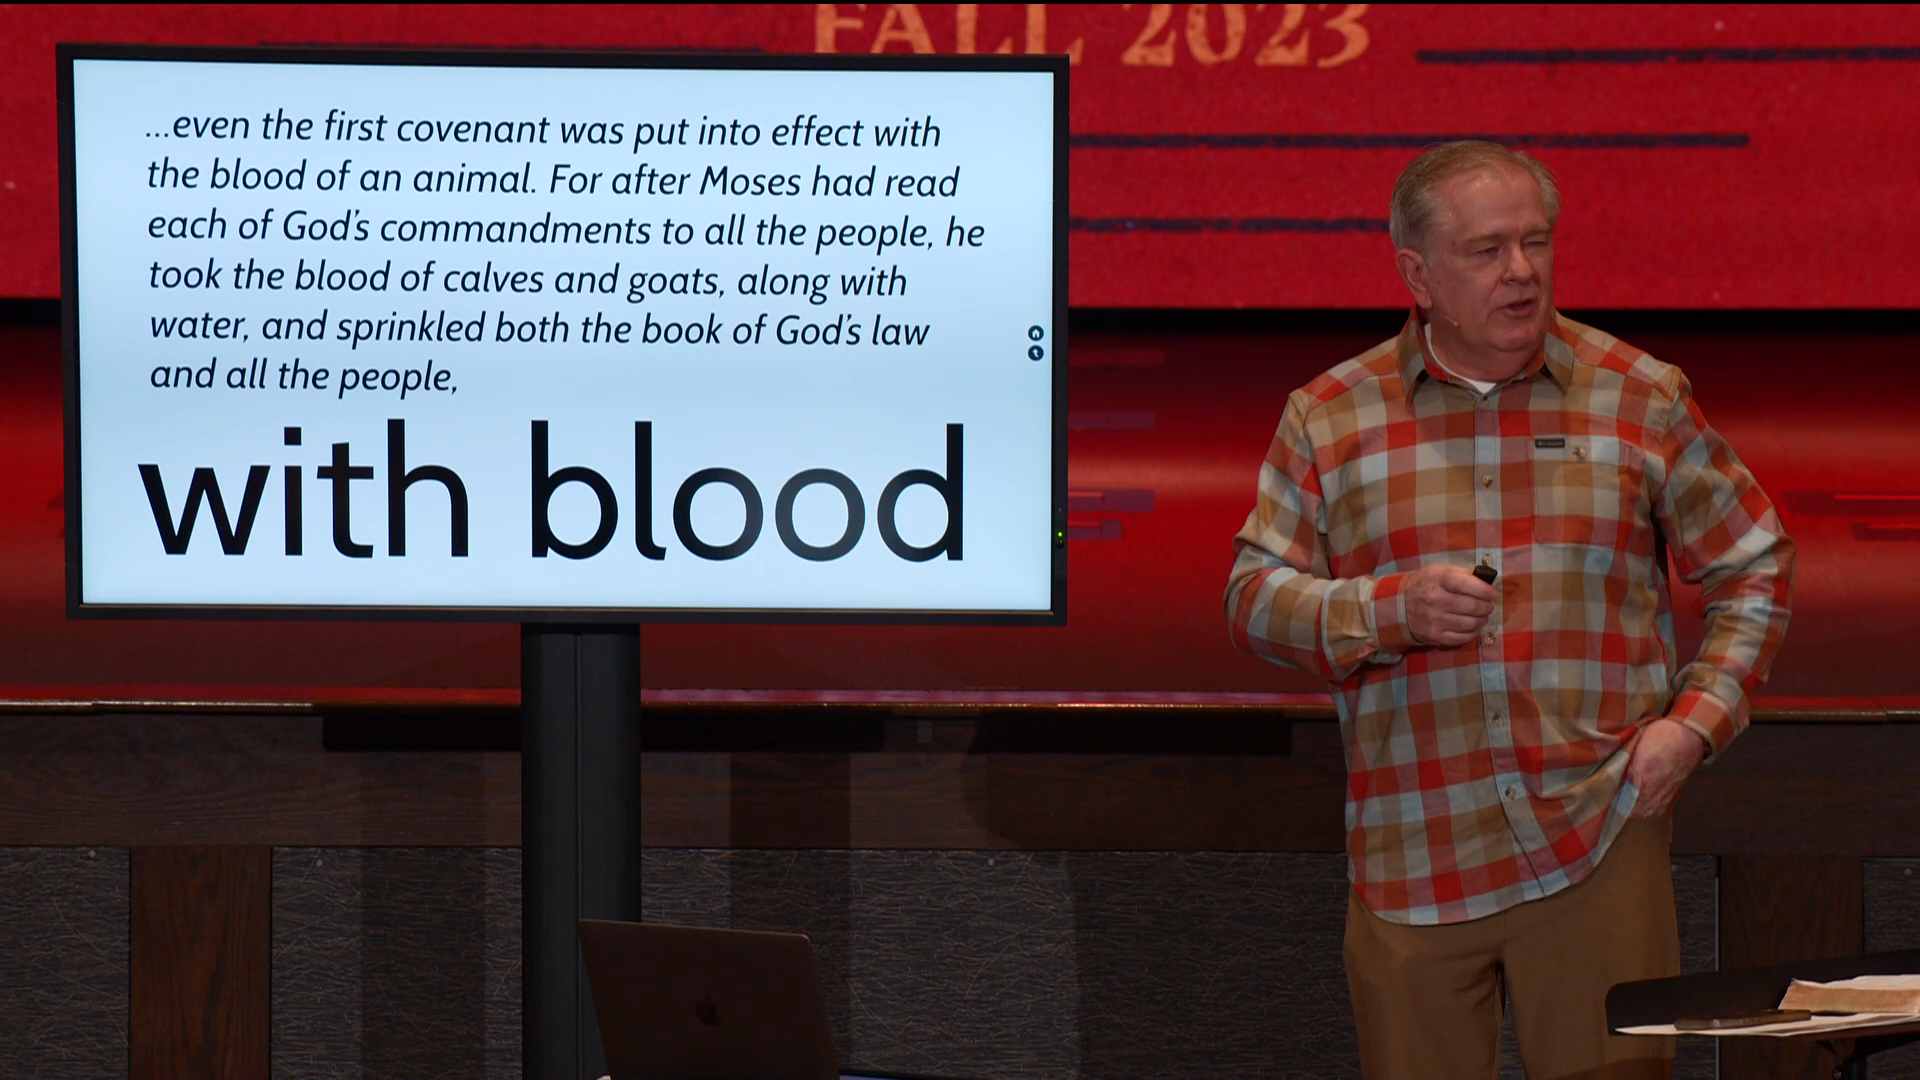 FALL 2023
...even the first covenant was put into effect with
the blood of an animal. For after Moses had read
each of God's commandments to all the people, he
took the blood of calves and goats, along with
water, and sprinkled both the book of God's law
and all the people,
with blood